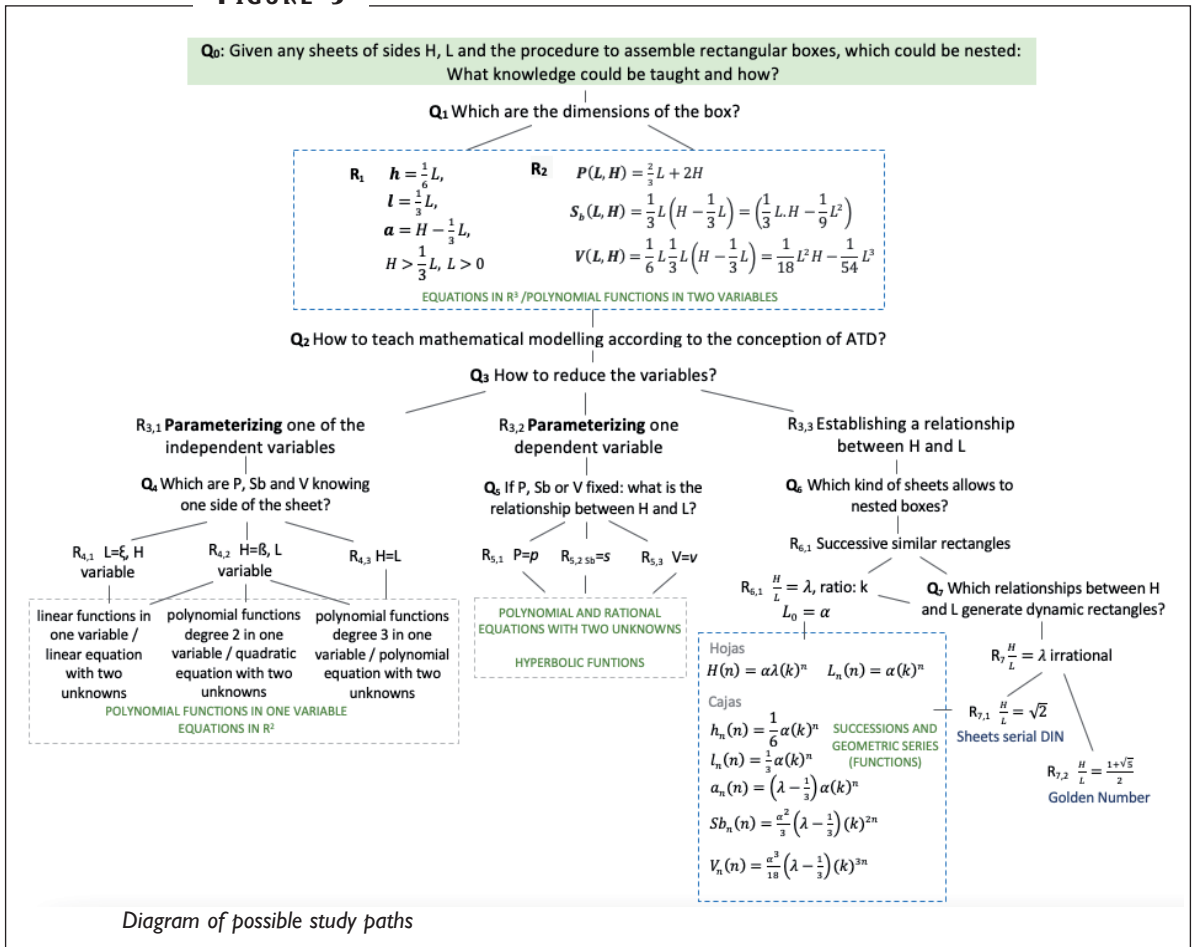 FIGURE 5
Q₀: Given any sheets of sides H, L and the procedure to assemble rectangular boxes, which could be nested:
What knowledge could be taught and how?
Q₁ Which are the dimensions of the box?
R₁ h = 1/6 L,
l = 1/3 L,
a = H − 1/3 L,
H > 1/3 L, L > 0
R₂ P(L, H) = 2/3 L + 2H
S_b(L, H) = 1/3 L(H − 1/3 L) = (1/3 L.H − 1/9 L²)
V(L, H) = 1/6 L 1/3 L(H − 1/3 L) = 1/18 L²H − 1/54 L³
EQUATIONS IN R³ /POLYNOMIAL FUNCTIONS IN TWO VARIABLES
Q₂ How to teach mathematical modelling according to the conception of ATD?
Q₃ How to reduce the variables?
R₃,₁ Parameterizing one of the
independent variables
Q₄ Which are P, Sb and V knowing
one side of the sheet?
R₄,₁ L=ξ, H
variable
R₄,₂ H=ß, L
variable
R₄,₃ H=L
linear functions in
one variable /
linear equation
with two
unknowns
polynomial functions
degree 2 in one
variable / quadratic
equation with two
unknowns
polynomial functions
degree 3 in one
variable / polynomial
equation with two
unknowns
POLYNOMIAL FUNCTIONS IN ONE VARIABLE
EQUATIONS IN R²
R₃,₂ Parameterizing one
dependent variable
Q₅ If P, Sb or V fixed: what is the
relationship between H and L?
R₅,₁ P=p
R₅,₂ Sb=s
R₅,₃ V=v
POLYNOMIAL AND RATIONAL
EQUATIONS WITH TWO UNKNOWNS
HYPERBOLIC FUNTIONS
R₃,₃ Establishing a relationship
between H and L
Q₆ Which kind of sheets allows to
nested boxes?
R₆,₁ Successive similar rectangles
R₆,₁ H/L = λ, ratio: k
L₀ = α
Q₇ Which relationships between H
and L generate dynamic rectangles?
Hojas
H(n) = αλ(k)ⁿ L_n(n) = α(k)ⁿ
Cajas
h_n(n) = 1/6 α(k)ⁿ
l_n(n) = 1/3 α(k)ⁿ
a_n(n) = (λ − 1/3) α(k)ⁿ
Sb_n(n) = α²/3 (λ − 1/3) (k)²ⁿ
V_n(n) = α³/18 (λ − 1/3) (k)³ⁿ
SUCCESSIONS AND
GEOMETRIC SERIES
(FUNCTIONS)
R₇ H/L = λ irrational
R₇,₁ H/L = √2
Sheets serial DIN
R₇,₂ H/L = (1+√5)/2
Golden Number
Diagram of possible study paths